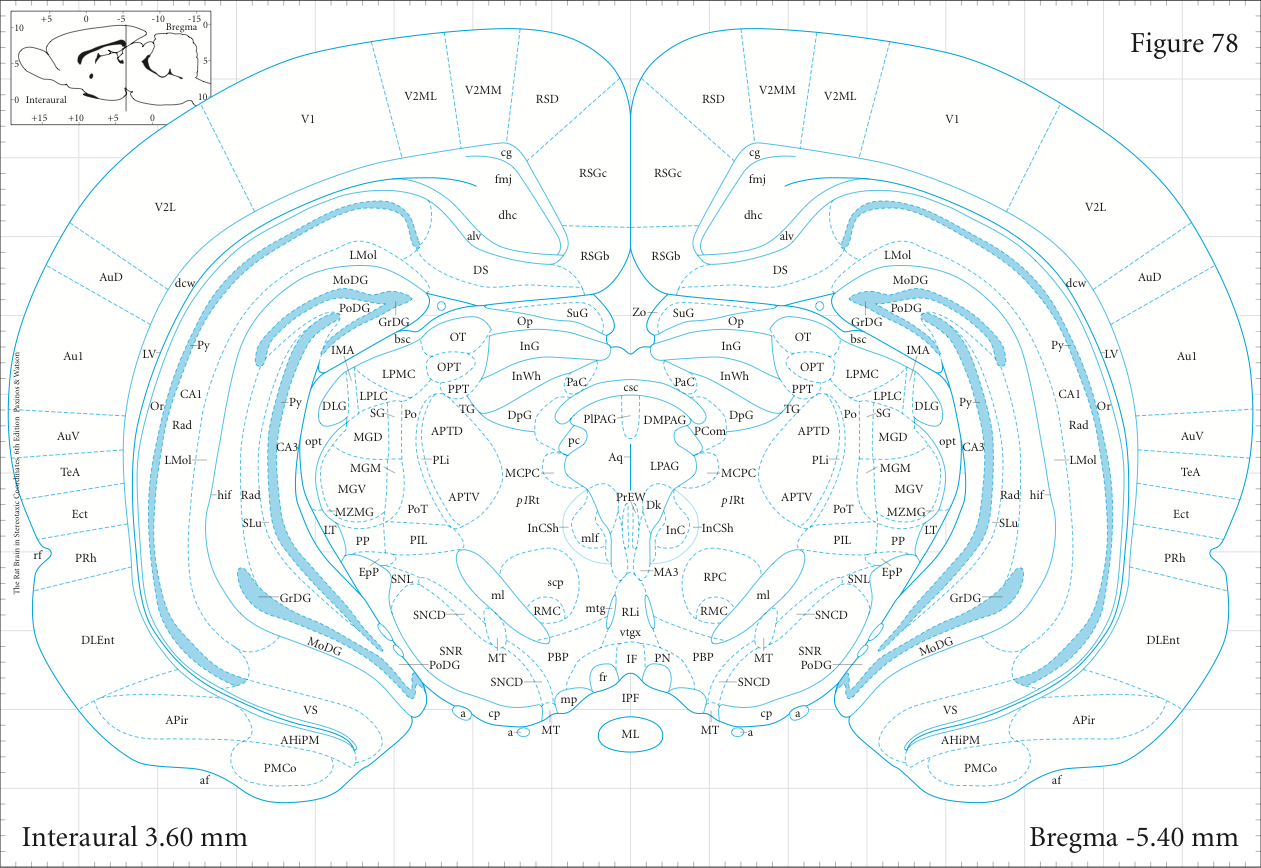 +5 0 -5 -10 -15
Bregma 0
10
5 5
0 Interaural 10
+15 +10 +5 0
Figure 78
V1 V2ML V2MM RSD RSD V2MM V2ML V1
cg cg
RSGc RSGc
fmj fmj
V2L dhc dhc V2L
alv alv
LMol DS RSGb RSGb DS LMol
AuD dcw MoDG MoDG dcw AuD
PoDG SuG Zo SuG PoDG
GrDG Op Op GrDG
bsc OT InG InG OT bsc
Au1 LV Py IMA IMA Py LV Au1
OPT OPT
LPMC InWh PaC csc PaC InWh LPMC
PPT PPT
CA1 LPLC LPLC CA1
Or Py DLG SG Po TG DpG PlPAG DMPAG DpG TG Po SG DLG Py Or
Rad PCom Rad
AuV opt MGD APTD pc APTD MGD opt AuV
CA3 CA3
LMol PLi Aq LPAG PLi LMol
TeA MGM MCPC MCPC MGM TeA
MGV MGV
hif Rad APTV p1Rt PrEW p1Rt APTV Rad hif
Dk
Ect MZMG PoT PoT MZMG Ect
SLu LT InCSh InC InCSh LT SLu
PP PIL mlf PIL PP
rf PRh PRh
EpP SNL MA3 SNL EpP
scp RPC
GrDG ml ml GrDG
SNCD RMC mtg RLi RMC SNCD
vtgx
DLEnt MoDG MoDG DLEnt
SNR MT PBP IF PN PBP MT SNR
PoDG PoDG
fr
SNCD SNCD
mp IPF
VS a cp cp a VS
APir APir
a MT ML MT a
AHiPM AHiPM
PMCo PMCo
af af
The Rat Brain in Stereotaxic Coordinates, 6th Edition Paxinos & Watson
Interaural 3.60 mm
Bregma -5.40 mm